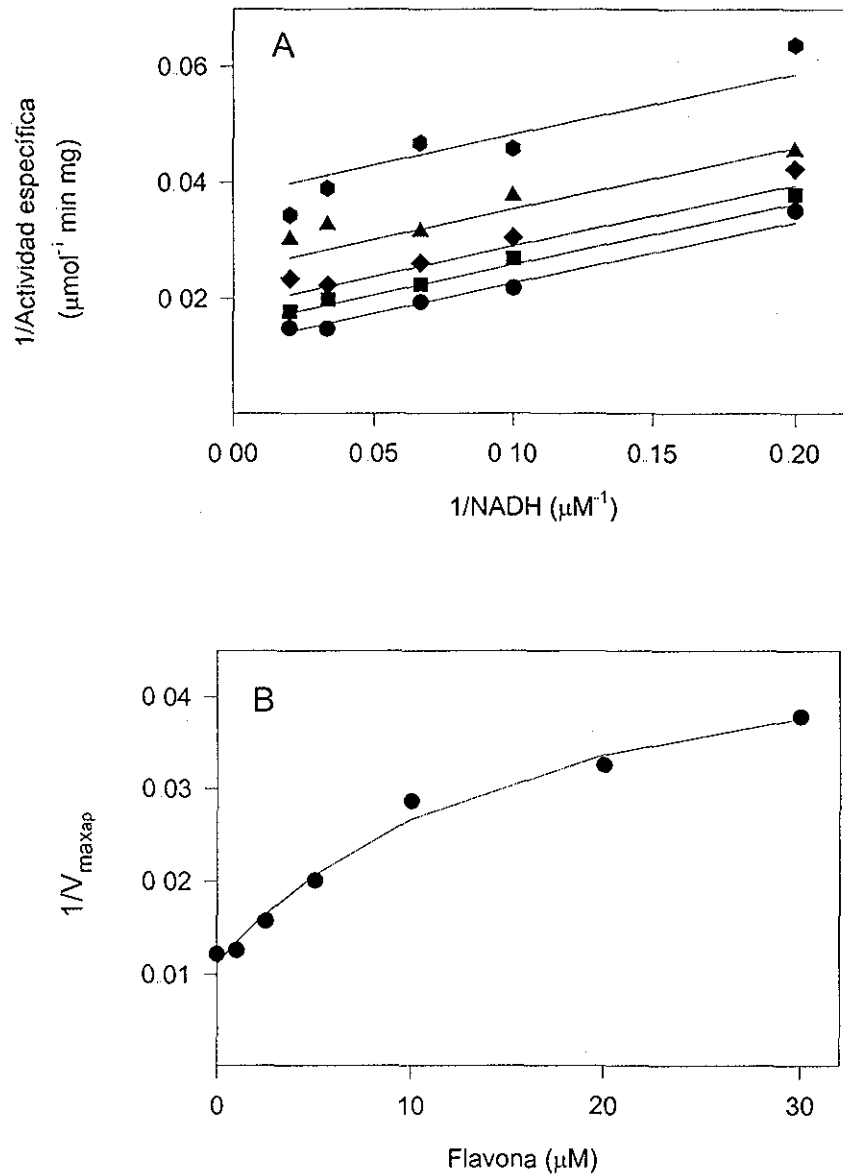 A
1/Actividad específica
(μmol⁻¹ min mg)
0.06
0.04
0 02
0 00
0.05
0.10
0 15
0.20
1/NADH (μM⁻¹)
B
1/Vmaxap
0 04
0.03
0 02
0.01
0
10
20
30
Flavona (μM)